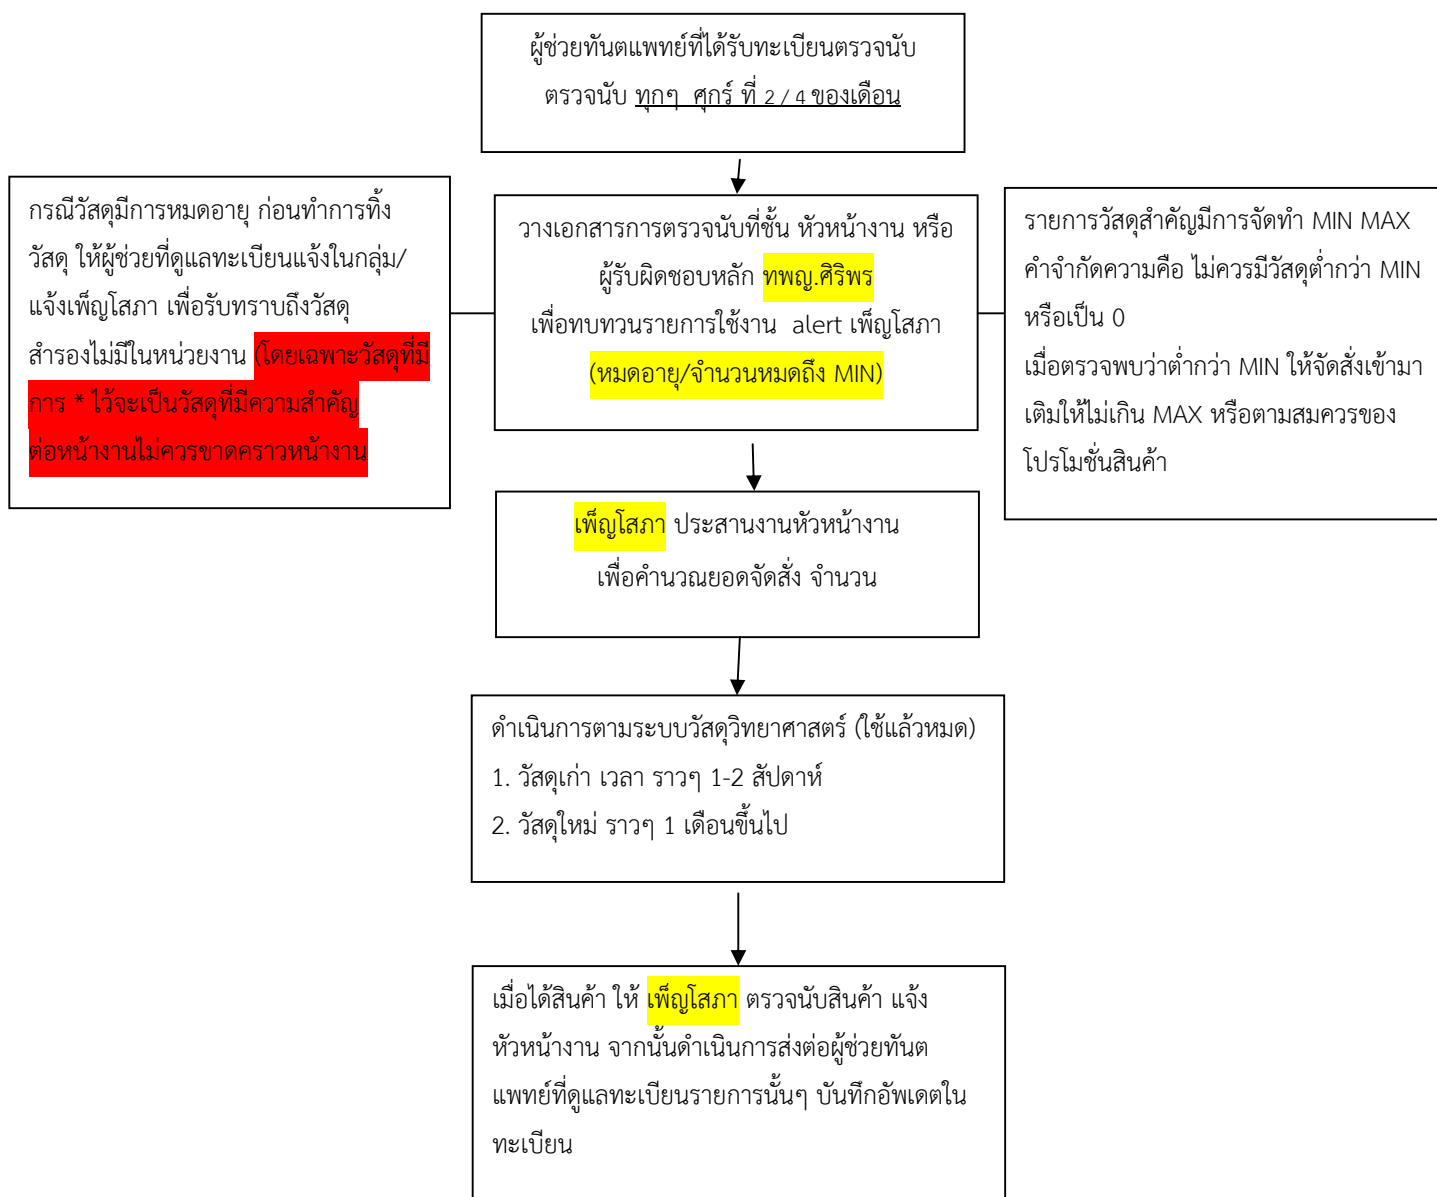 ผู้ช่วยทันตแพทย์ที่ได้รับทะเบียนตรวจนับ
ตรวจนับ ทุกๆ ศุกร์ ที่ 2 / 4 ของเดือน
กรณีวัสดุมีการหมดอายุ ก่อนทำการทิ้ง
วัสดุ ให้ผู้ช่วยที่ดูแลทะเบียนแจ้งในกลุ่ม/
แจ้งเพ็ญโสภา เพื่อรับทราบถึงวัสดุ
สำรองไม่มีในหน่วยงาน (โดยเฉพาะวัสดุที่มี
การ * ไว้จะเป็นวัสดุที่มีความสำคัญ
ต่อหน้างานไม่ควรขาดคราวหน้างาน
วางเอกสารการตรวจนับที่ชั้น หัวหน้างาน หรือ
ผู้รับผิดชอบหลัก ทพญ.ศิริพร
เพื่อทบทวนรายการใช้งาน alert เพ็ญโสภา
(หมดอายุ/จำนวนหมดถึง MIN)
รายการวัสดุสำคัญมีการจัดทำ MIN MAX
คำจำกัดความคือ ไม่ควรมีวัสดุต่ำกว่า MIN
หรือเป็น 0
เมื่อตรวจพบว่าต่ำกว่า MIN ให้จัดสั่งเข้ามา
เติมให้ไม่เกิน MAX หรือตามสมควรของ
โปรโมชั่นสินค้า
เพ็ญโสภา ประสานงานหัวหน้างาน
เพื่อคำนวณยอดจัดสั่ง จำนวน
ดำเนินการตามระบบวัสดุวิทยาศาสตร์ (ใช้แล้วหมด)
1. วัสดุเก่า เวลา ราวๆ 1-2 สัปดาห์
2. วัสดุใหม่ ราวๆ 1 เดือนขึ้นไป
เมื่อได้สินค้า ให้ เพ็ญโสภา ตรวจนับสินค้า แจ้ง
หัวหน้างาน จากนั้นดำเนินการส่งต่อผู้ช่วยทันต
แพทย์ที่ดูแลทะเบียนรายการนั้นๆ บันทึกอัพเดตใน
ทะเบียน